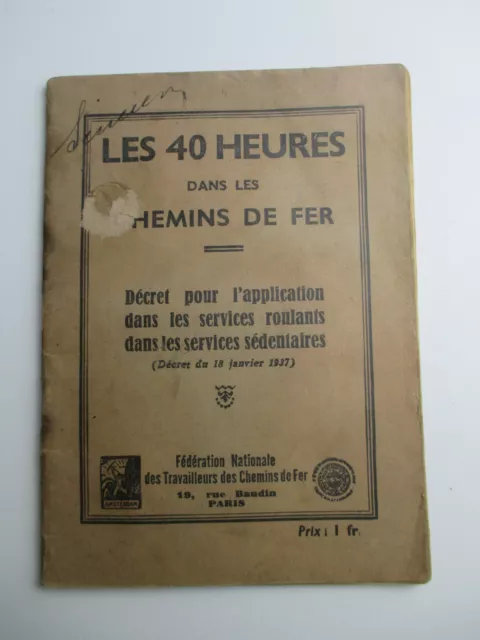 LES 40 HEURES
DANS LES
HEMINS DE FER
Décret pour l'application
dans les services roulants
dans les services sédentaires
(Décret du 18 janvier 1937)
Fédération Nationale
des Travailleurs des Chemins de Fer
19, rue Baudin
PARIS
AMSTERDAM
Prix : 1 fr.